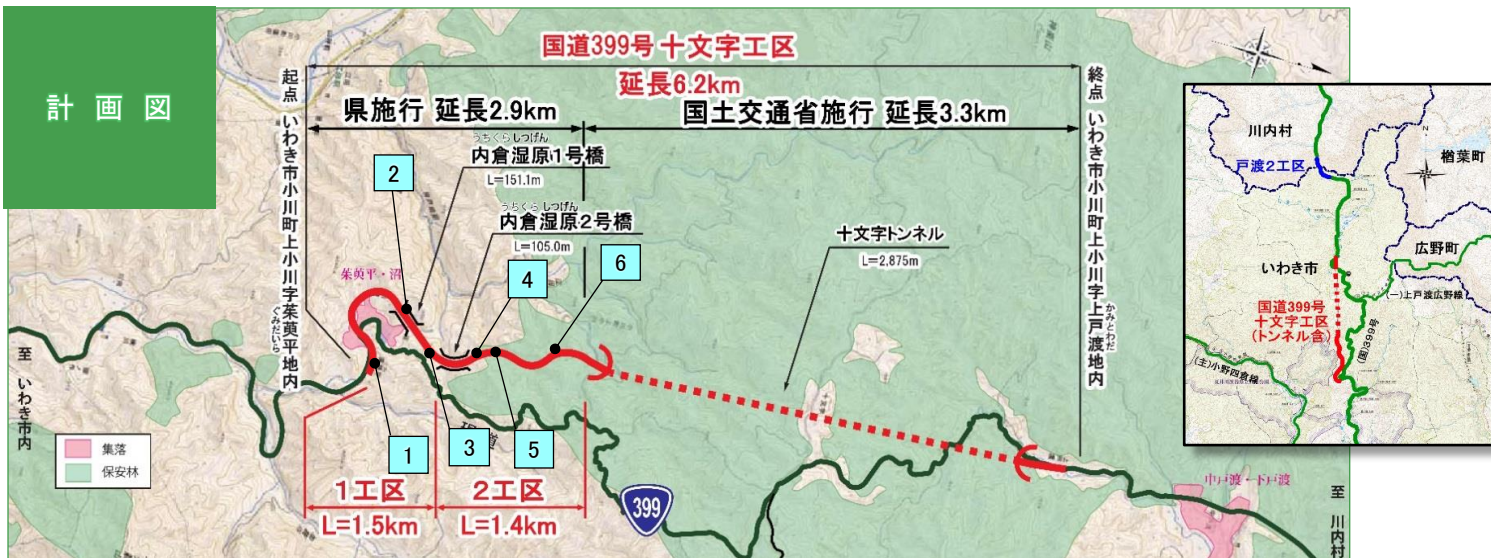 計画図
国道399号 十文字工区
延長6.2km
県施行 延長2.9km
国土交通省施行 延長3.3km
起点 いわき市小川町上小川字茱萸平地内
ぐみだいら
終点 いわき市小川町上小川字上戸渡地内
かみとわだ
うちくらしつげん
内倉湿原1号橋
L=151.1m
うちくらしつげん
内倉湿原2号橋
L=105.0m
十文字トンネル
L=2,875m
茱萸平・沼
2
4
6
1
3
5
現道
至 いわき市内
集落
保安林
1工区
L=1.5km
2工区
L=1.4km
399
中戸渡・下戸渡
至 川内村
川内村
楢葉町
戸渡2工区
広野町
いわき市
(一)上戸渡広野線
国道399号
十文字工区
(トンネル含)
(国)399号
(主)小野四倉線